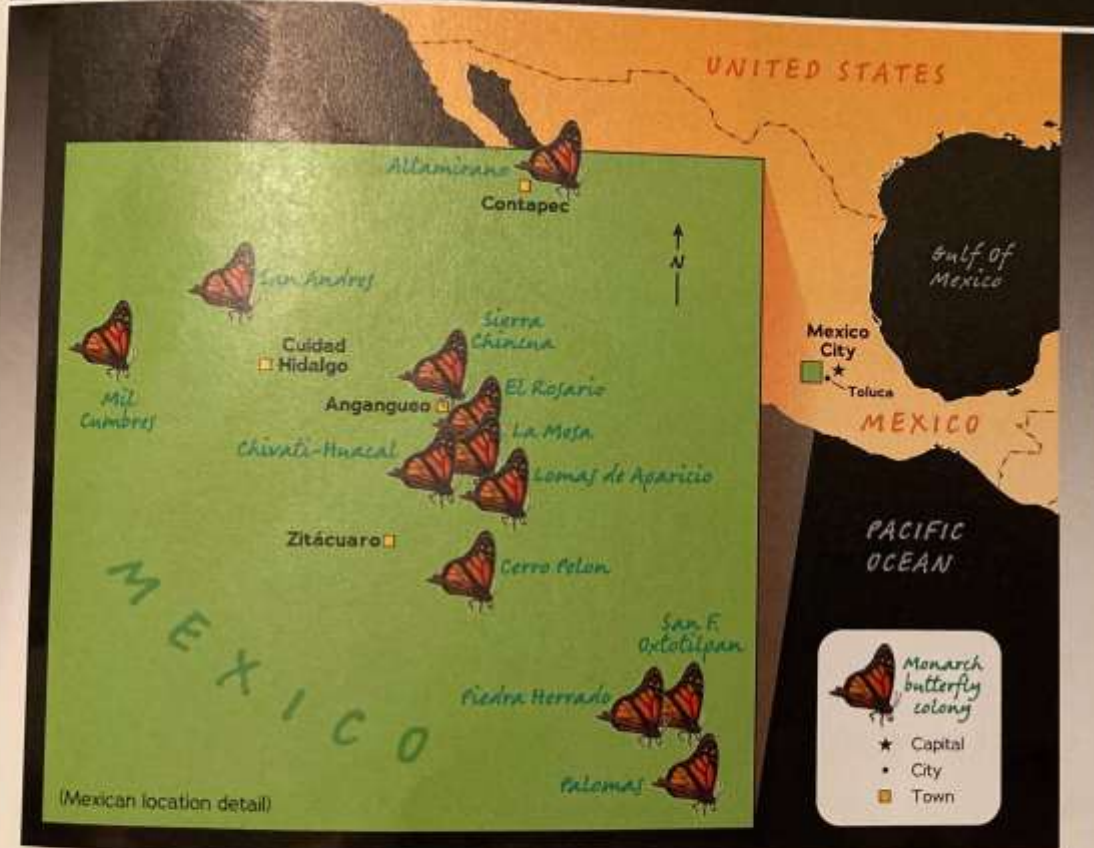 UNITED STATES
Altamirano
Contapec
N
Gulf Of
Mexico
San Andres
Sierra
Chincua
Mexico
City
Cuidad
Hidalgo
El Rosario
Toluca
Mil
Cumbres
Angangueo
MEXICO
La Mesa
Chivati-Huacal
Lomas de Aparicio
Zitácuaro
PACIFIC
OCEAN
Cerro Pelon
MEXICO
San F.
Oxtotilpan
Piedra Herrado
Palomas
(Mexican location detail)
Monarch
butterfly
colony
Capital
City
Town